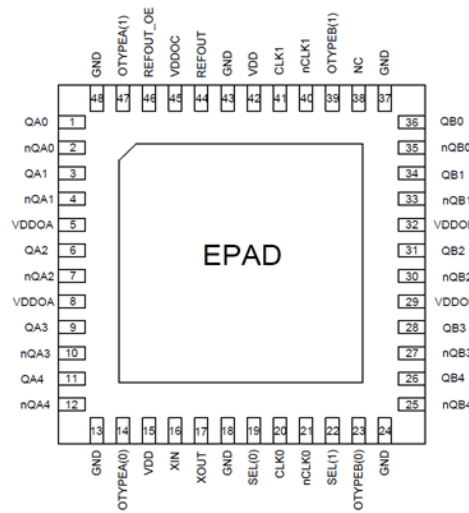 GND
OTYPEA(1)
REFOUT_OE
VDDOC
REFOUT
GND
VDD
CLK1
nCLK1
OTYPEB(1)
NC
GND
48 47 46 45 44 43 42 41 40 39 38 37
QA0 1 36 QB0
nQA0 2 35 nQB0
QA1 3 34 QB1
nQA1 4 33 nQB1
VDDOA 5 32
QA2 6 31 QB2
EPAD
nQA2 7 30 nQB2
VDDOA 8 29
QA3 9 28 QB3
nQA3 10 27 nQB3
QA4 11 26 QB4
nQA4 12 25 nQB4
13 14 15 16 17 18 19 20 21 22 23 24
GND
OTYPEA(0)
VDD
XIN
XOUT
GND
SEL(0)
CLK0
nCLK0
SEL(1)
OTYPEB(0)
GND